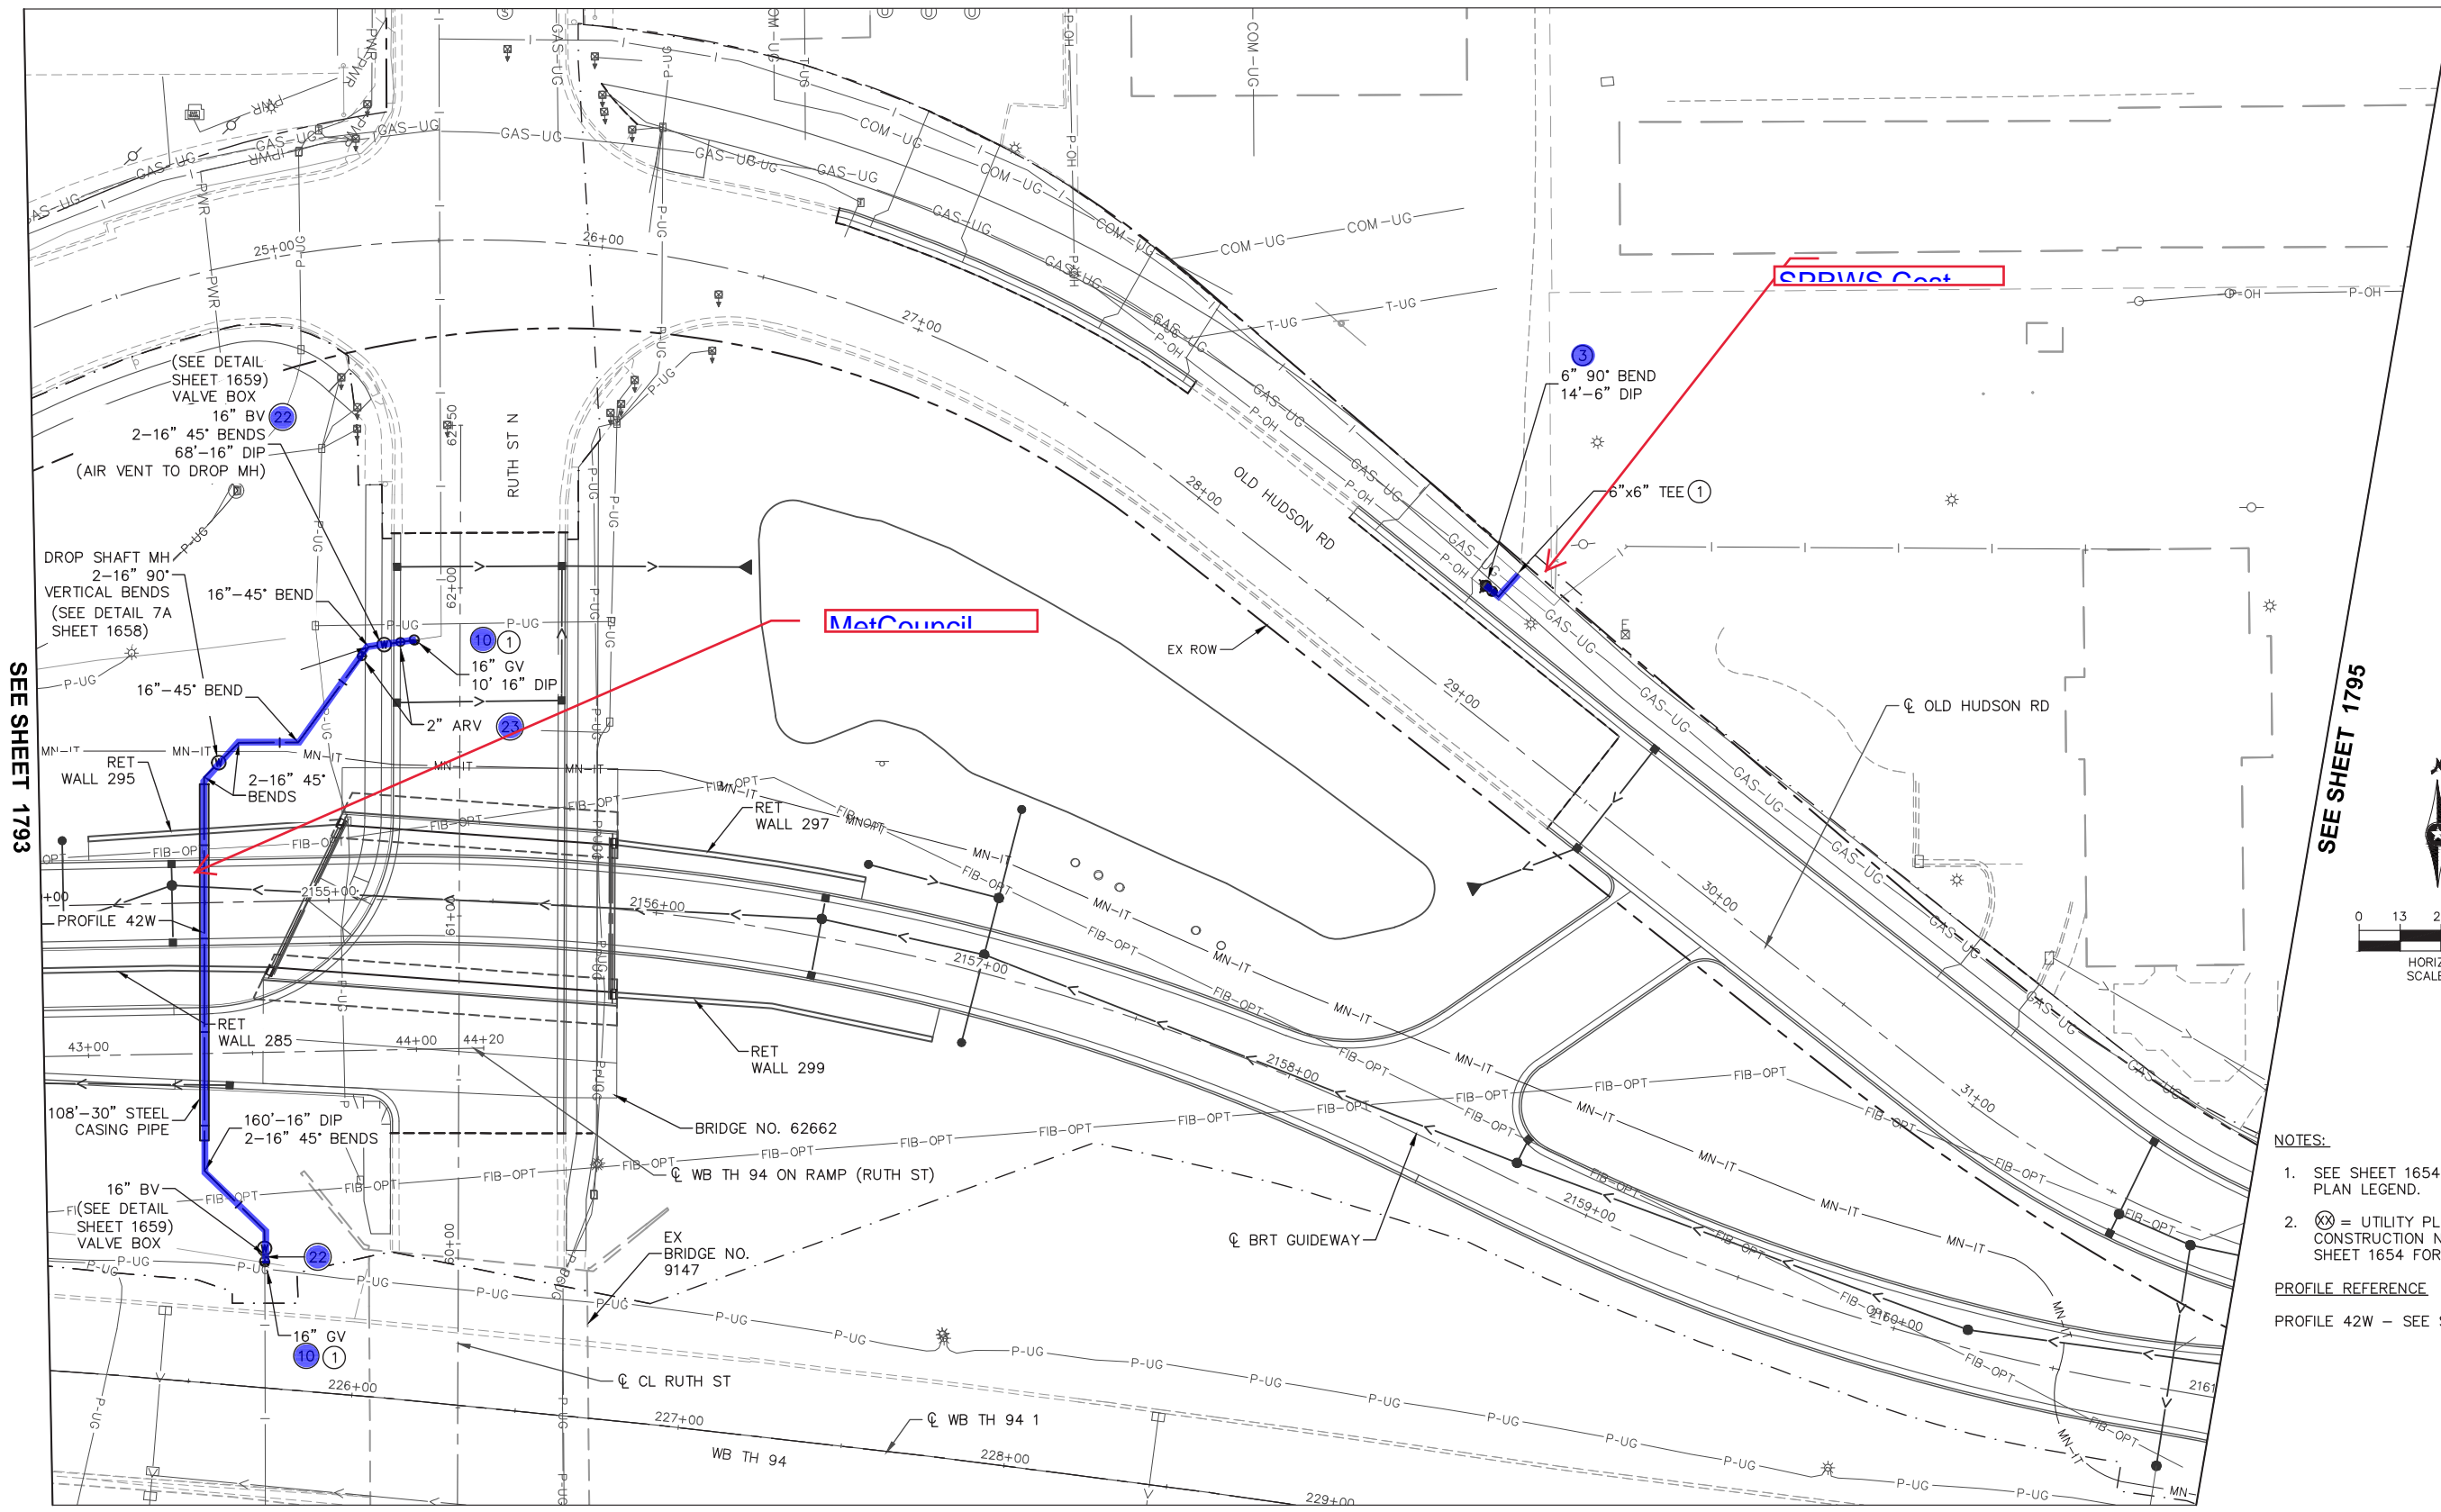 SEE SHEET 1793
SEE SHEET 1795
(SEE DETAIL
SHEET 1659)
VALVE BOX
16" BV 22
2-16" 45° BENDS
68'-16" DIP
(AIR VENT TO DROP MH)
DROP SHAFT MH
2-16" 90°
VERTICAL BENDS
(SEE DETAIL 7A
SHEET 1658)
16"-45° BEND
16"-45° BEND
10 1
16" GV
10' 16" DIP
2" ARV 23
RET
WALL 295
2-16" 45°
BENDS
PROFILE 42W
RET
WALL 285
RET
WALL 297
RET
WALL 299
108'-30" STEEL
CASING PIPE
160'-16" DIP
2-16" 45° BENDS
16" BV
(SEE DETAIL
SHEET 1659)
VALVE BOX
22
16" GV
10 1
BRIDGE NO. 62662
℄ WB TH 94 ON RAMP (RUTH ST)
EX
BRIDGE NO.
9147
℄ CL RUTH ST
℄ WB TH 94 1
WB TH 94
℄ BRT GUIDEWAY
EX ROW
RUTH ST N
OLD HUDSON RD
℄ OLD HUDSON RD
3
6" 90° BEND
14'-6" DIP
6"x6" TEE 1
MetCouncil
25+00
26+00
27+00
28+00
29+00
30+00
31+00
62+50
62+00
61+00
60+00
43+00
44+00
44+20
2155+00
2156+00
2157+00
2158+00
2159+00
2160+00
2161
226+00
227+00
228+00
229+00
GAS-UG
COM-UG
T-UG
P-OH
P-UG
PWR
MN-IT
FIB-OPT
0 13
NOTES:
1. SEE SHEET 1654
PLAN LEGEND.
2. XX = UTILITY PL
CONSTRUCTION N
SHEET 1654 FOR
PROFILE REFERENCE
PROFILE 42W – SEE